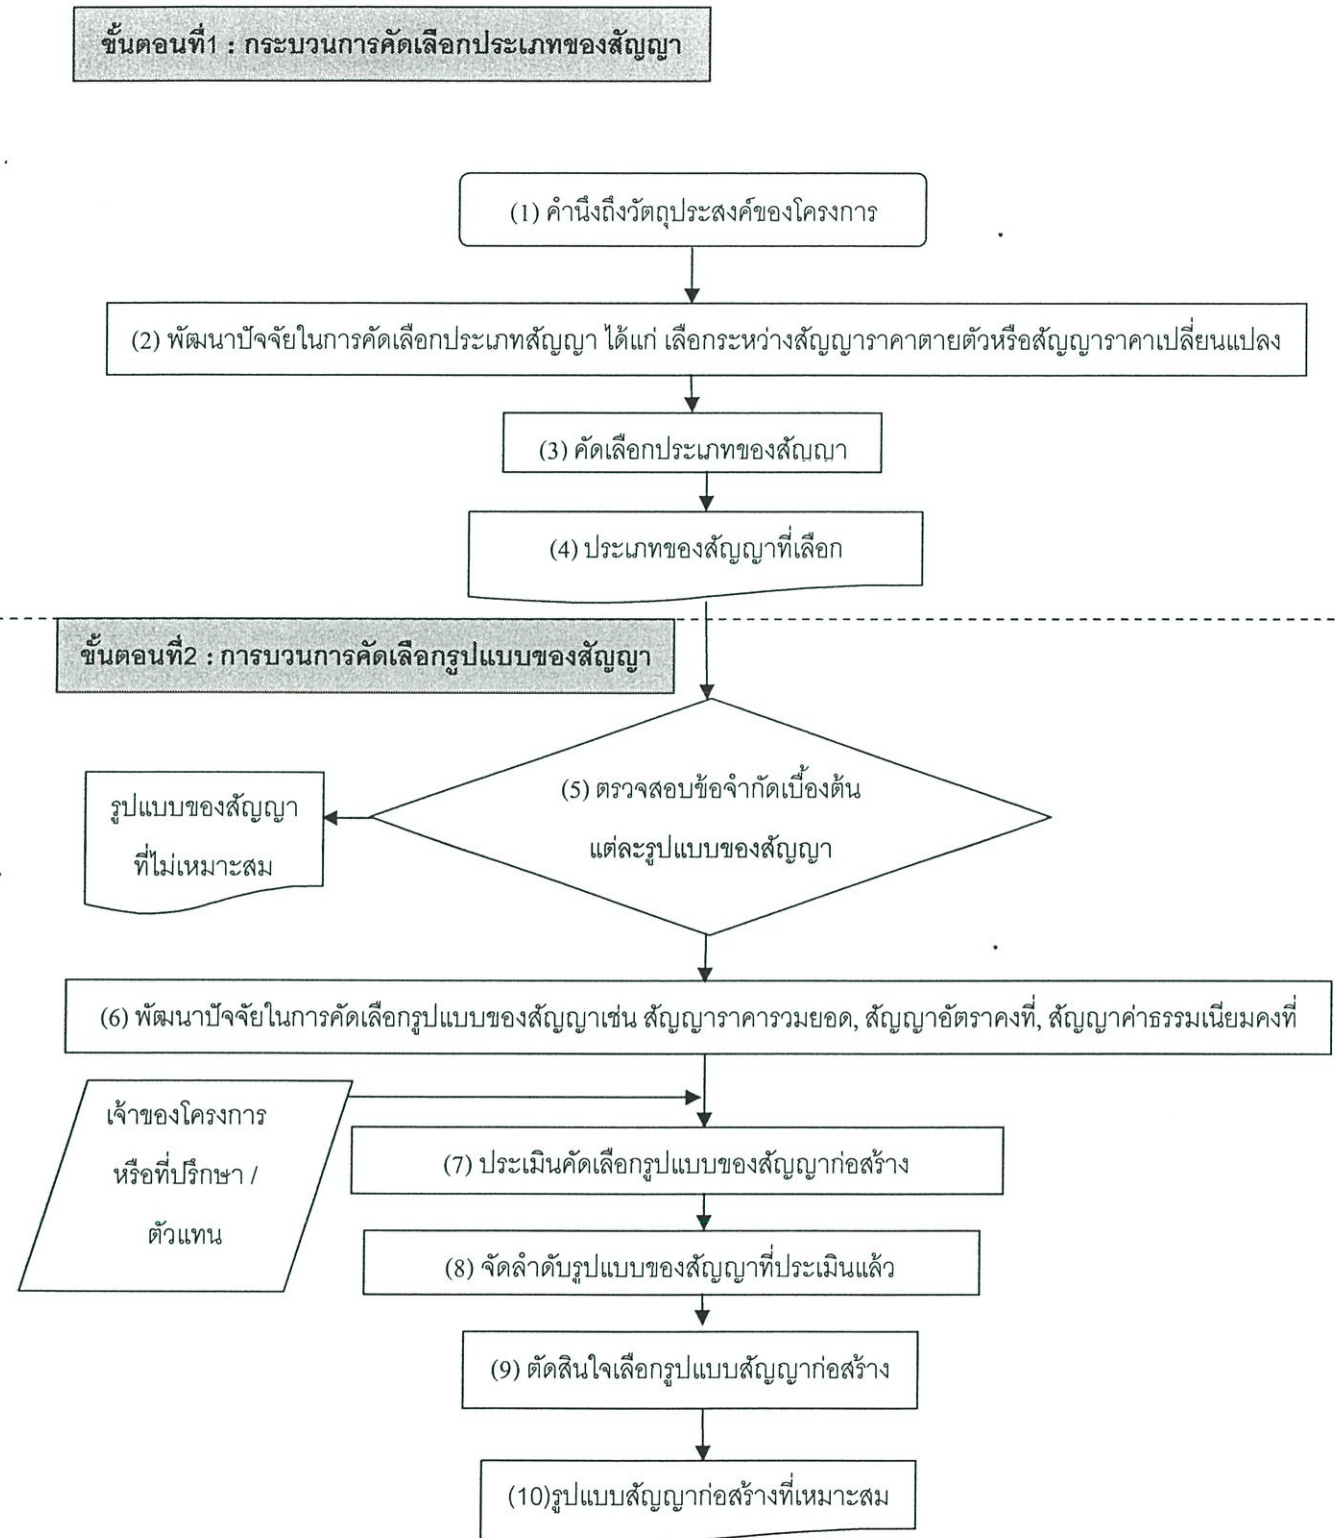 ขั้นตอนที่1 : กระบวนการคัดเลือกประเภทของสัญญา
(1) คำนึงถึงวัตถุประสงค์ของโครงการ
(2) พัฒนาปัจจัยในการคัดเลือกประเภทสัญญา ได้แก่ เลือกระหว่างสัญญาราคาตายตัวหรือสัญญาราคาเปลี่ยนแปลง
(3) คัดเลือกประเภทของสัญญา
(4) ประเภทของสัญญาที่เลือก
ขั้นตอนที่2 : การบวนการคัดเลือกรูปแบบของสัญญา
(5) ตรวจสอบข้อจำกัดเบื้องต้น
แต่ละรูปแบบของสัญญา
รูปแบบของสัญญา
ที่ไม่เหมาะสม
(6) พัฒนาปัจจัยในการคัดเลือกรูปแบบของสัญญาเช่น สัญญาราคารวมยอด, สัญญาอัตราคงที่, สัญญาค่าธรรมเนียมคงที่
เจ้าของโครงการ
หรือที่ปรึกษา /
ตัวแทน
(7) ประเมินคัดเลือกรูปแบบของสัญญาก่อสร้าง
(8) จัดลำดับรูปแบบของสัญญาที่ประเมินแล้ว
(9) ตัดสินใจเลือกรูปแบบสัญญาก่อสร้าง
(10)รูปแบบสัญญาก่อสร้างที่เหมาะสม